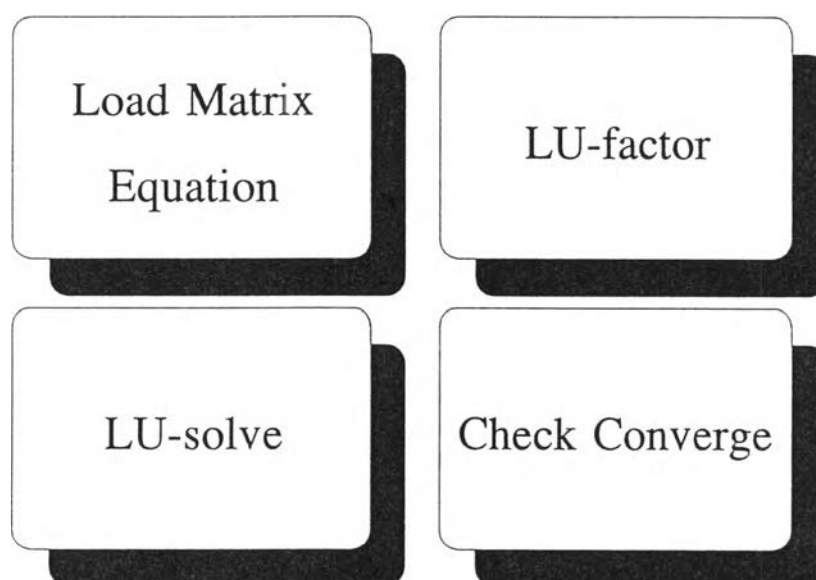 Load Matrix
Equation
LU-factor
LU-solve
Check Converge